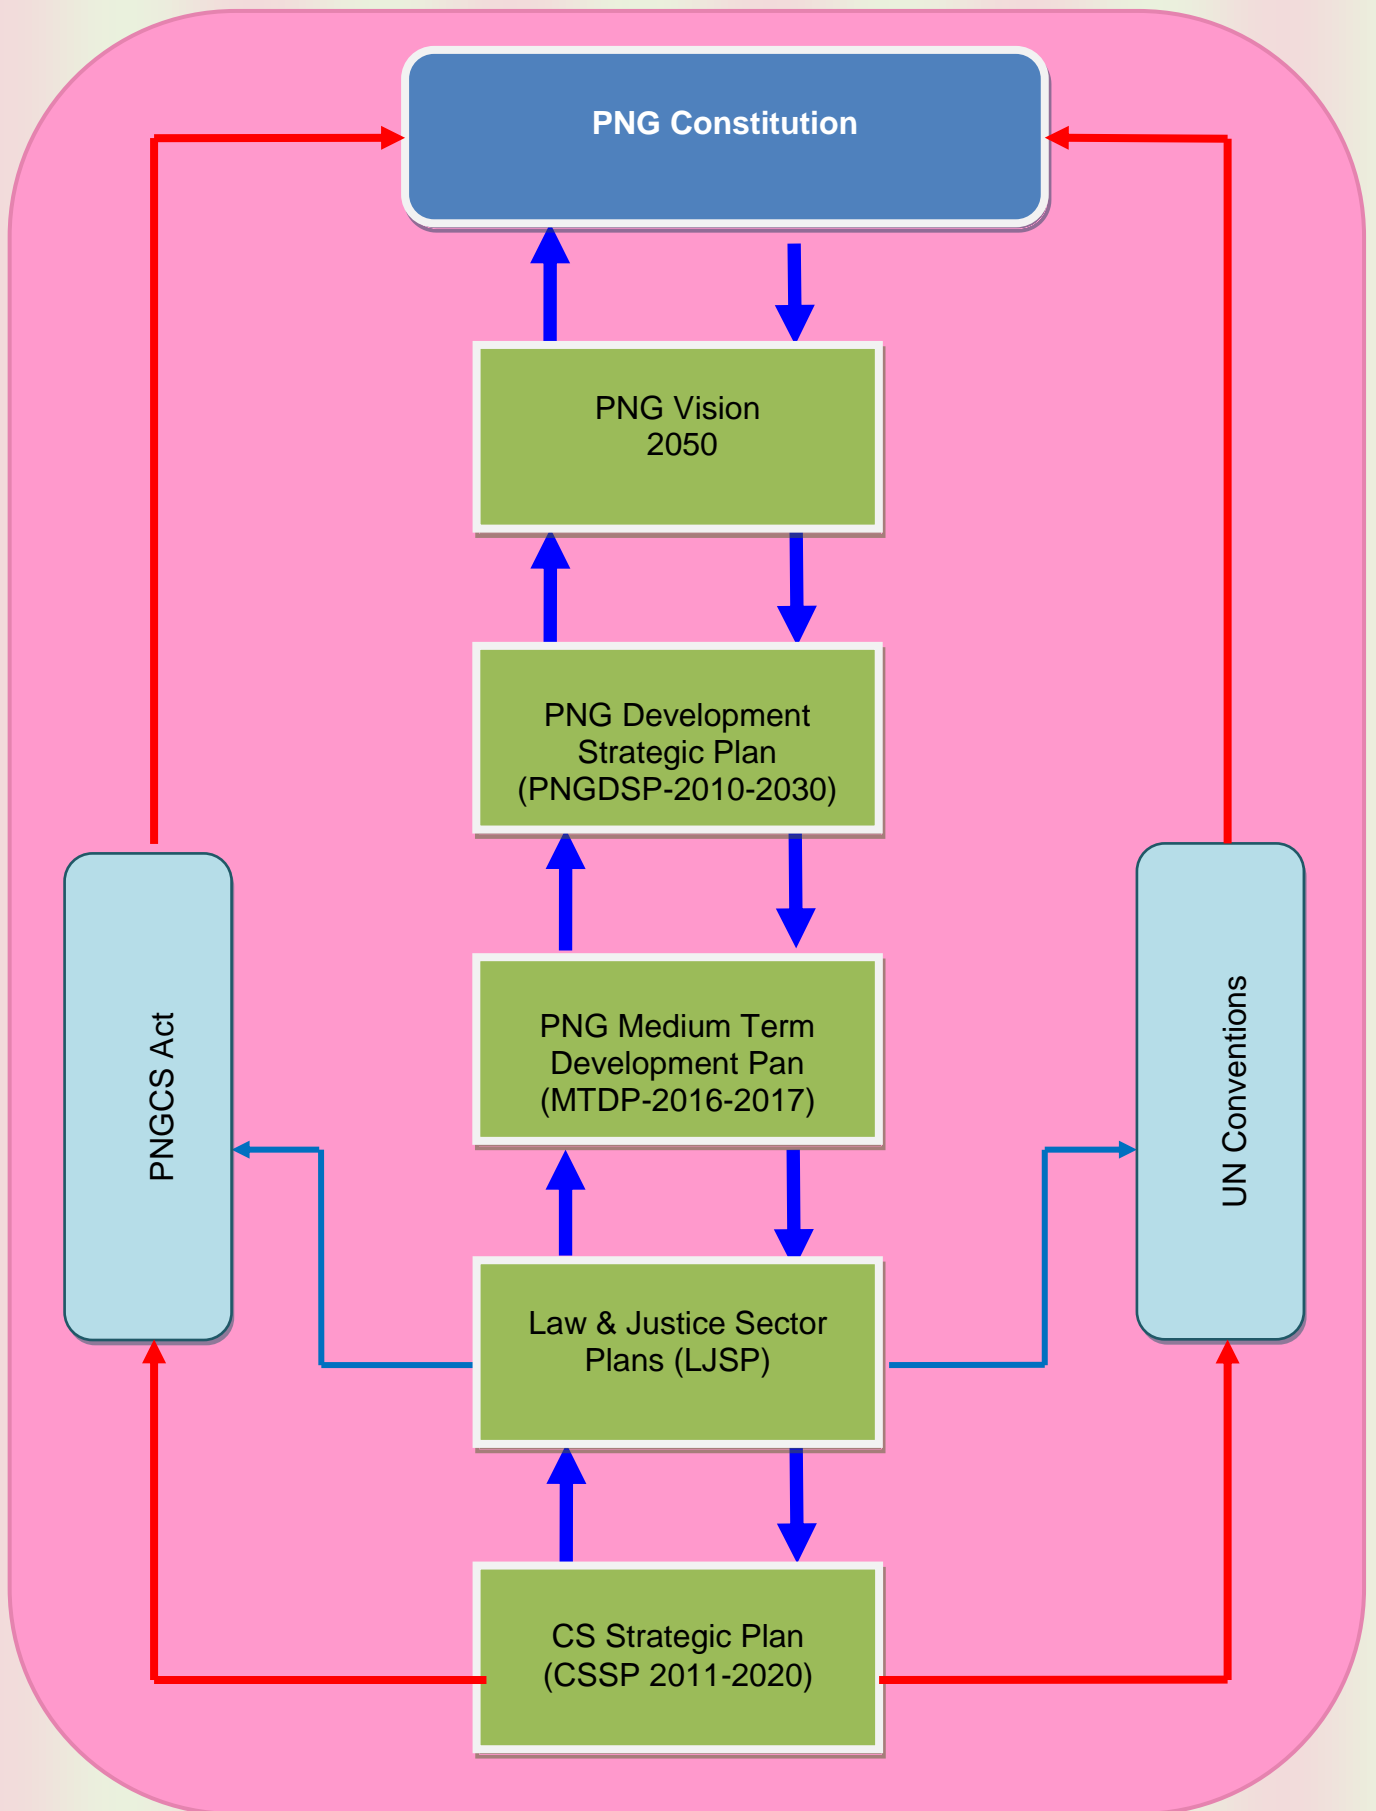 PNG Constitution
PNG Vision
2050
PNG Development
Strategic Plan
(PNGDSP-2010-2030)
PNG Medium Term
Development Pan
(MTDP-2016-2017)
PNGCS Act
UN Conventions
Law & Justice Sector
Plans (LJSP)
CS Strategic Plan
(CSSP 2011-2020)